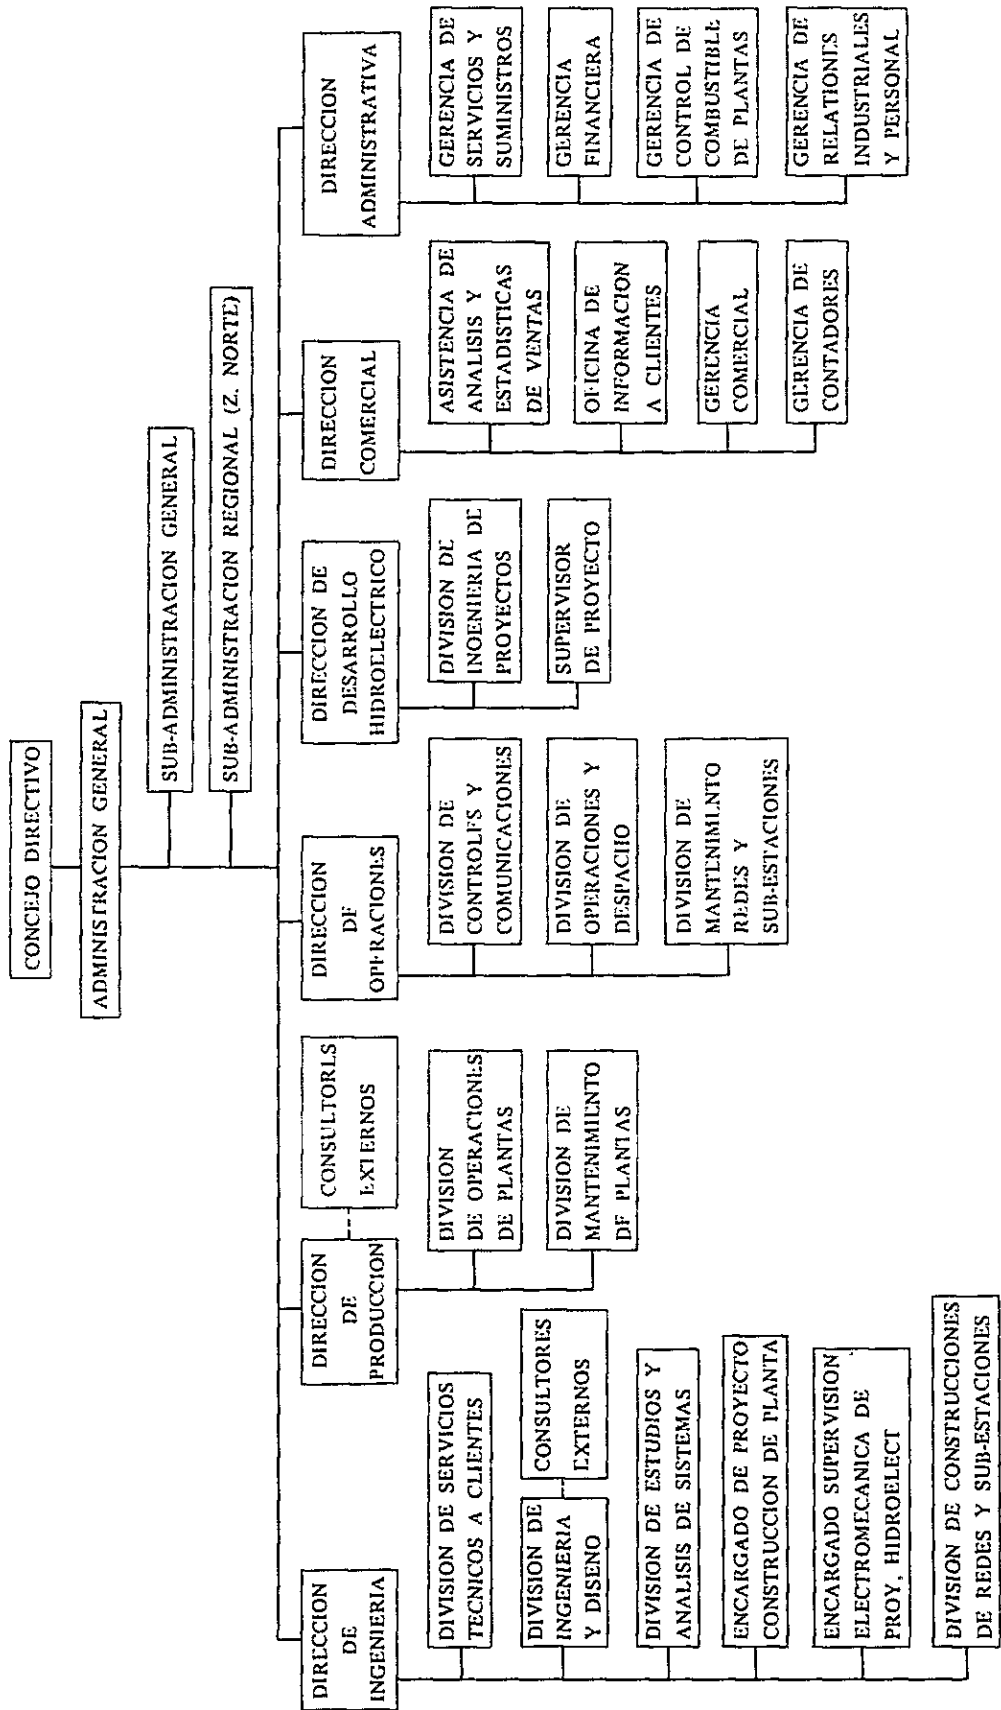 CONCEJO DIRECTIVO
ADMINISTRACION GENERAL
SUB-ADMINISTRACION GENERAL
SUB-ADMINISTRACION REGIONAL (Z. NORTE)
DIRECCION
DE
INGENIERIA
DIVISION DE SERVICIOS
TECNICOS A CLIENTES
DIVISION DE
INGENIERIA
Y DISENO
CONSULTORES
EXTERNOS
DIVISION DE ESTUDIOS Y
ANALISIS DE SISTEMAS
ENCARGADO DE PROYECTO
CONSTRUCCION DE PLANTA
ENCARGADO SUPERVISION
ELECTROMECANICA DE
PROY, HIDROELECT
DIVISION DE CONSTRUCCIONES
DE REDES Y SUB-ESTACIONES
DIRECCION
DE
PRODUCCION
CONSULTORES
EXTERNOS
DIVISION
DE OPERACIONES
DE PLANTAS
DIVISION DE
MANTENIMIENTO
DE PLANTAS
DIRECCION
DE
OPERACIONES
DIVISION DE
CONTROLES Y
COMUNICACIONES
DIVISION DE
OPERACIONES Y
DESPACHO
DIVISION DE
MANTENIMIENTO
REDES Y
SUB-ESTACIONES
DIRECCION DE
DESARROLLO
HIDROELECTRICO
DIVISION DE
INOENIERIA DE
PROYECTOS
SUPERVISOR
DE PROYECTO
DIRECCION
COMERCIAL
ASISTENCIA DE
ANALISIS Y
ESTADISTICAS
DE VENTAS
OFICINA DE
INFORMACION
A CLIENTES
GERENCIA
COMERCIAL
GERENCIA DE
CONTADORES
DIRECCION
ADMINISTRATIVA
GERENCIA DE
SERVICIOS Y
SUMINISTROS
GERENCIA
FINANCIERA
GERENCIA DE
CONTROL DE
COMBUSTIBLE
DE PLANTAS
GERENCIA DE
RELATIONES
INDUSTRIALES
Y PERSONAL